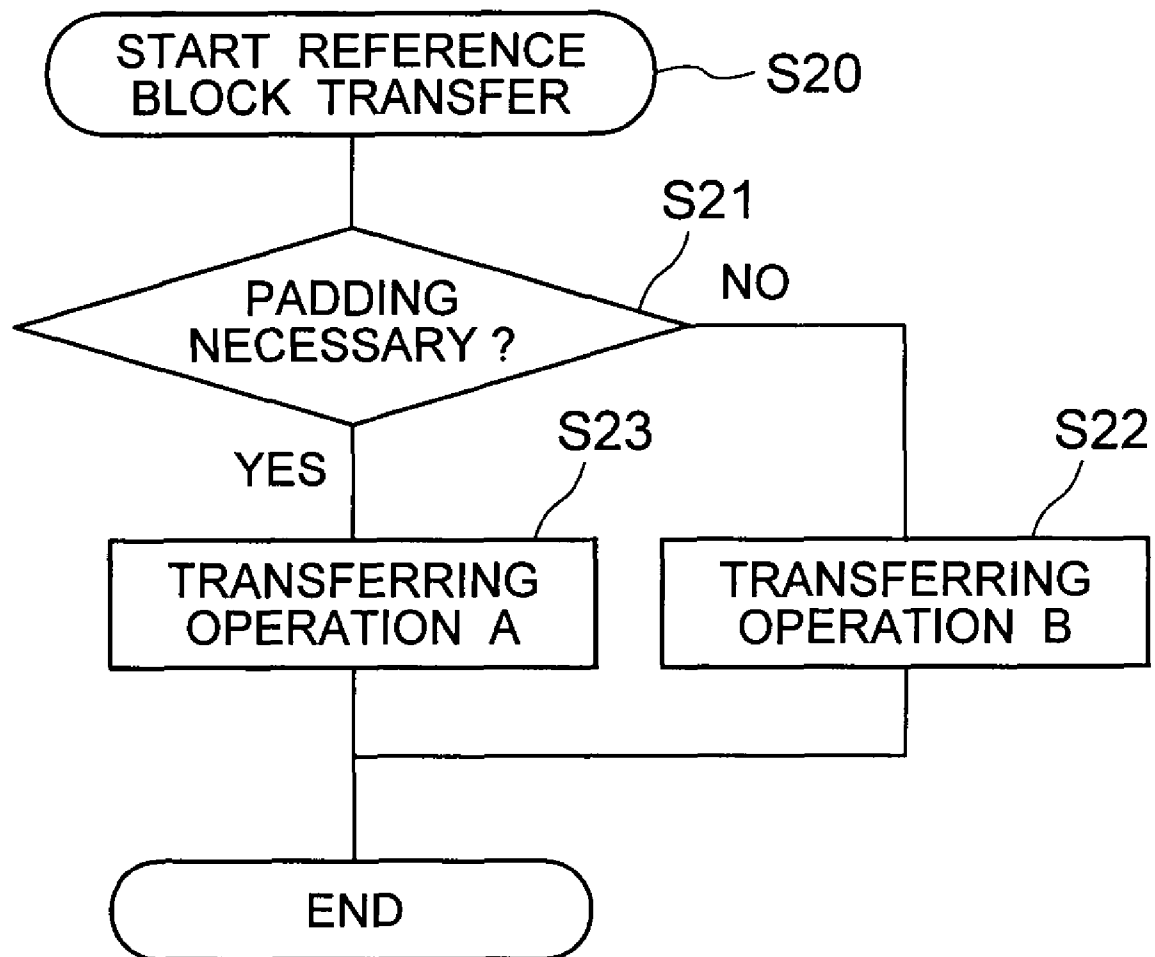 START REFERENCE
BLOCK TRANSFER
S20
S21
PADDING
NECESSARY ?
NO
YES
S23
S22
TRANSFERRING
OPERATION A
TRANSFERRING
OPERATION B
END